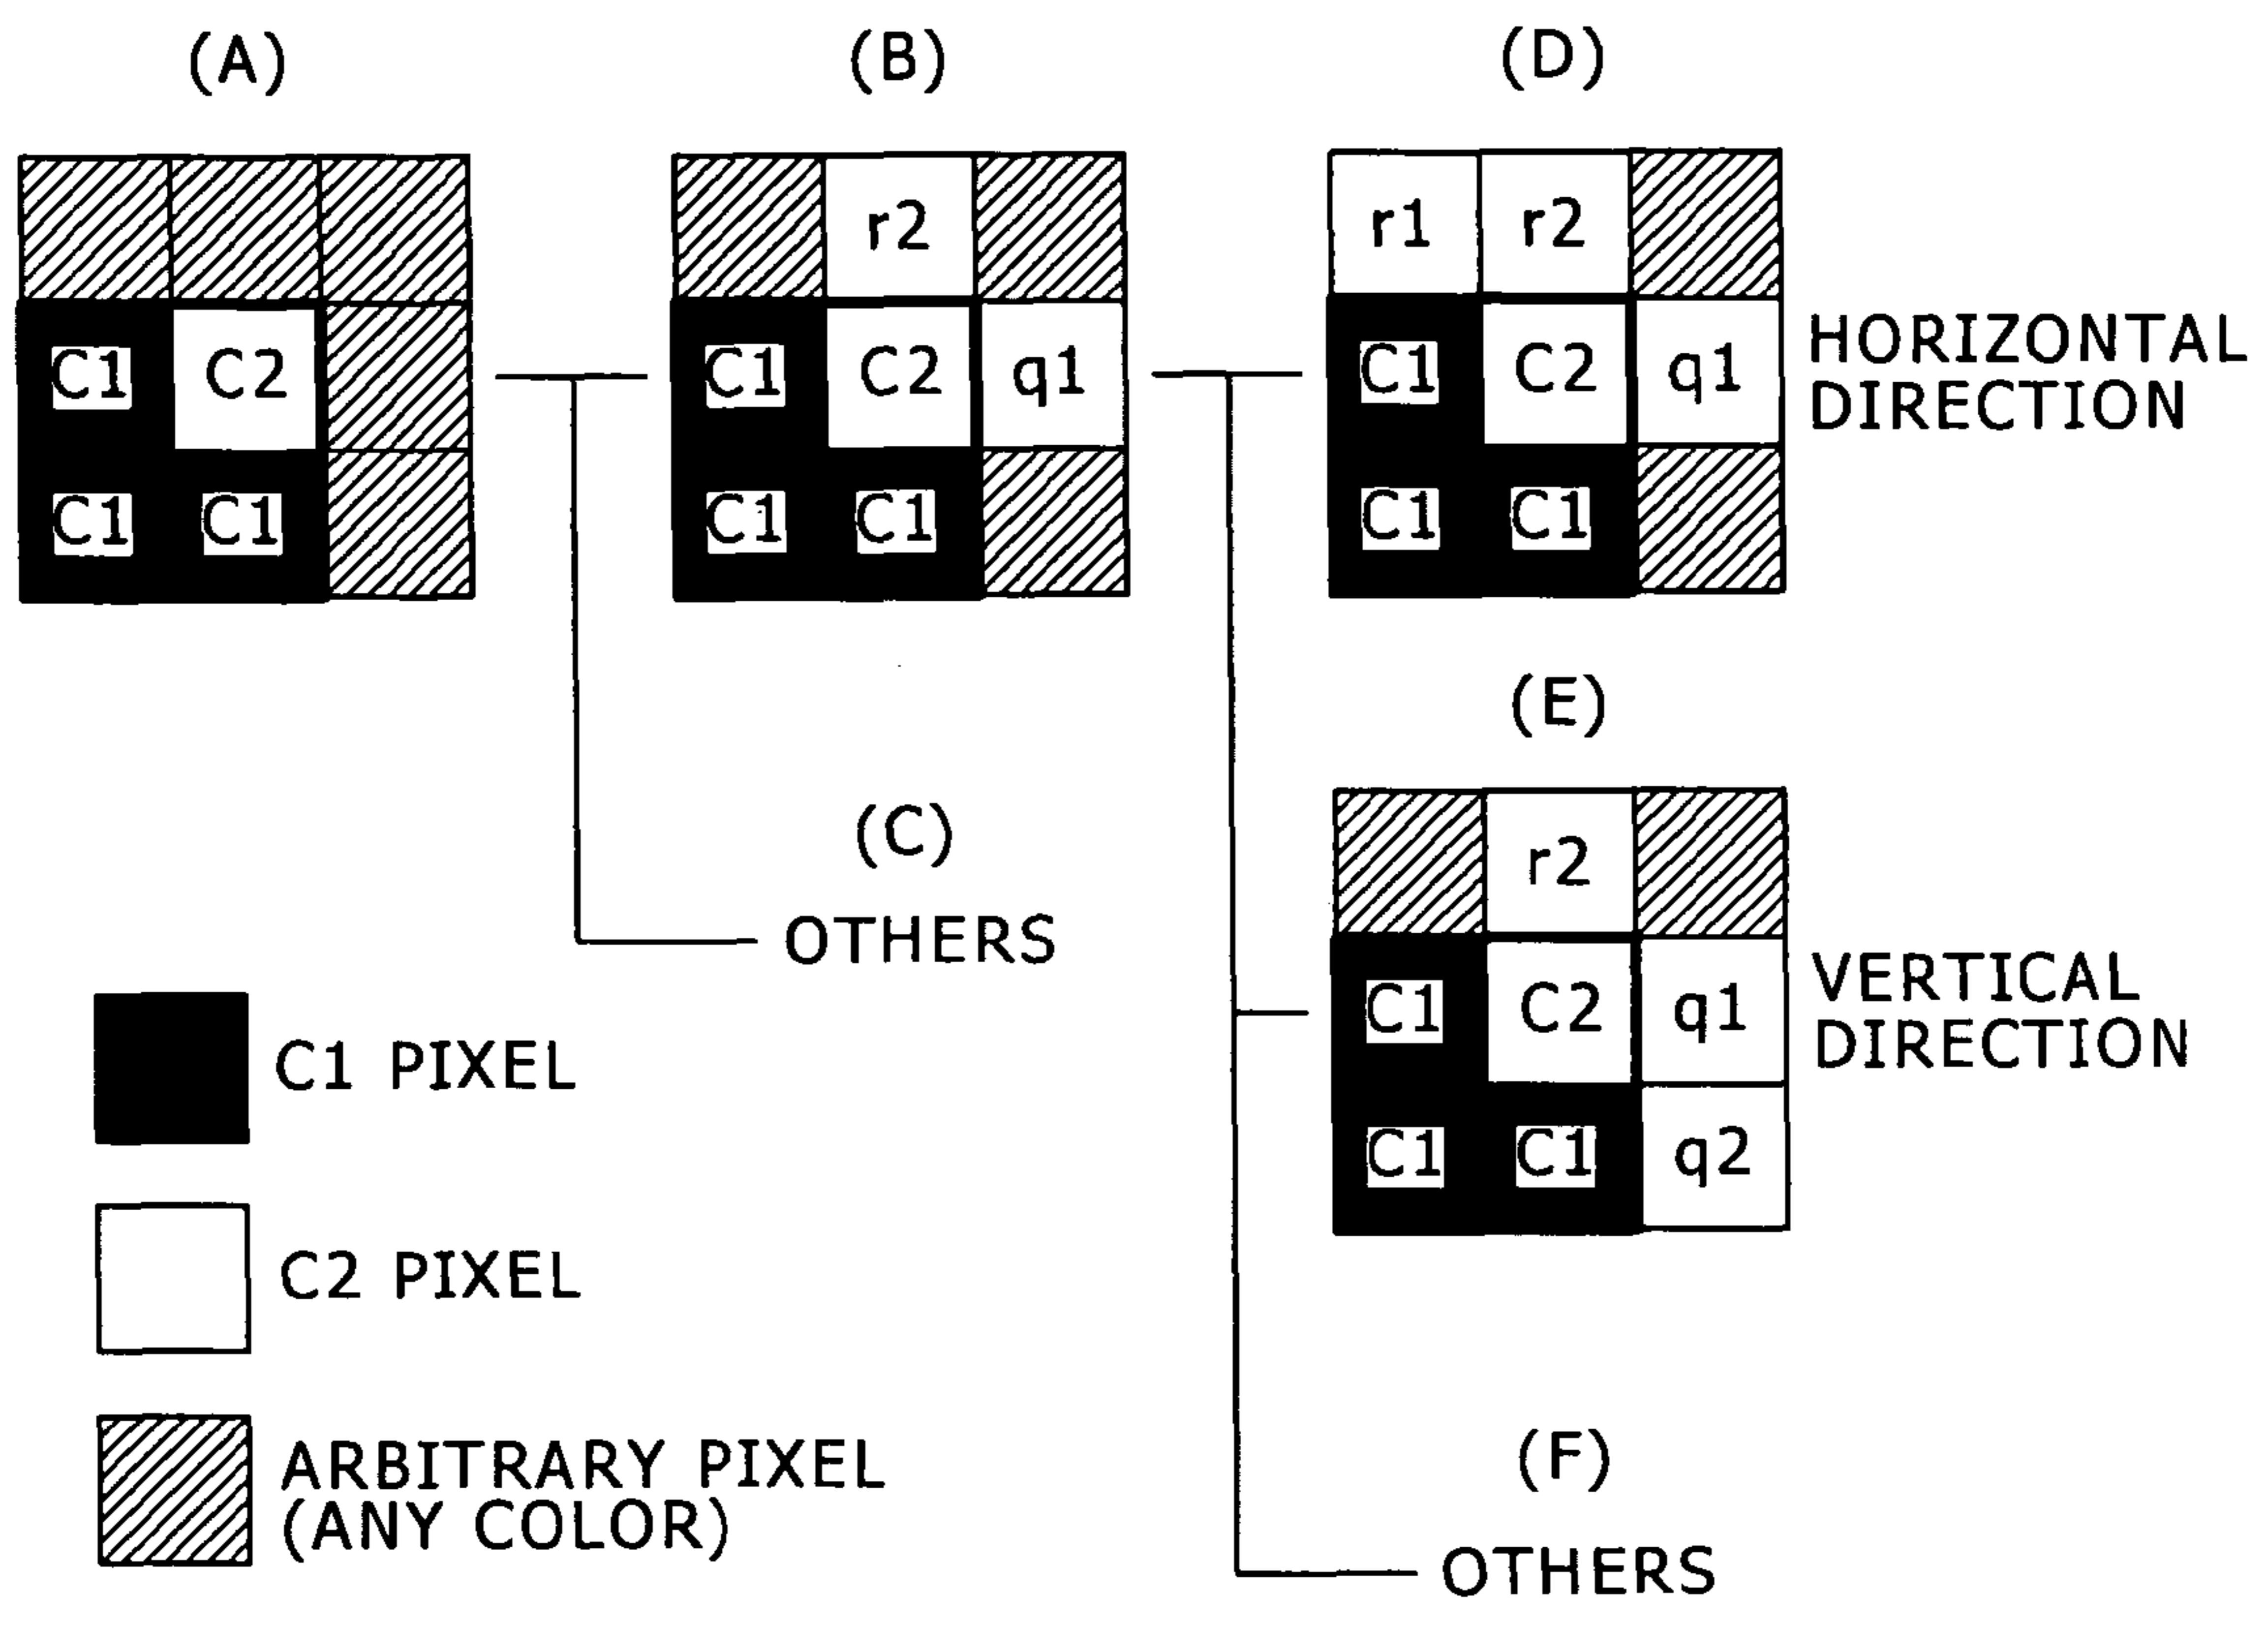 (A)
(B)
(D)
C1 C2
C1 C1
r2
C1 C2 q1
C1 C1
r1 r2
C1 C2 q1
C1 C1
HORIZONTAL
DIRECTION
(C)
OTHERS
(E)
r2
C1 C2 q1
C1 C1 q2
VERTICAL
DIRECTION
(F)
OTHERS
C1 PIXEL
C2 PIXEL
ARBITRARY PIXEL
(ANY COLOR)